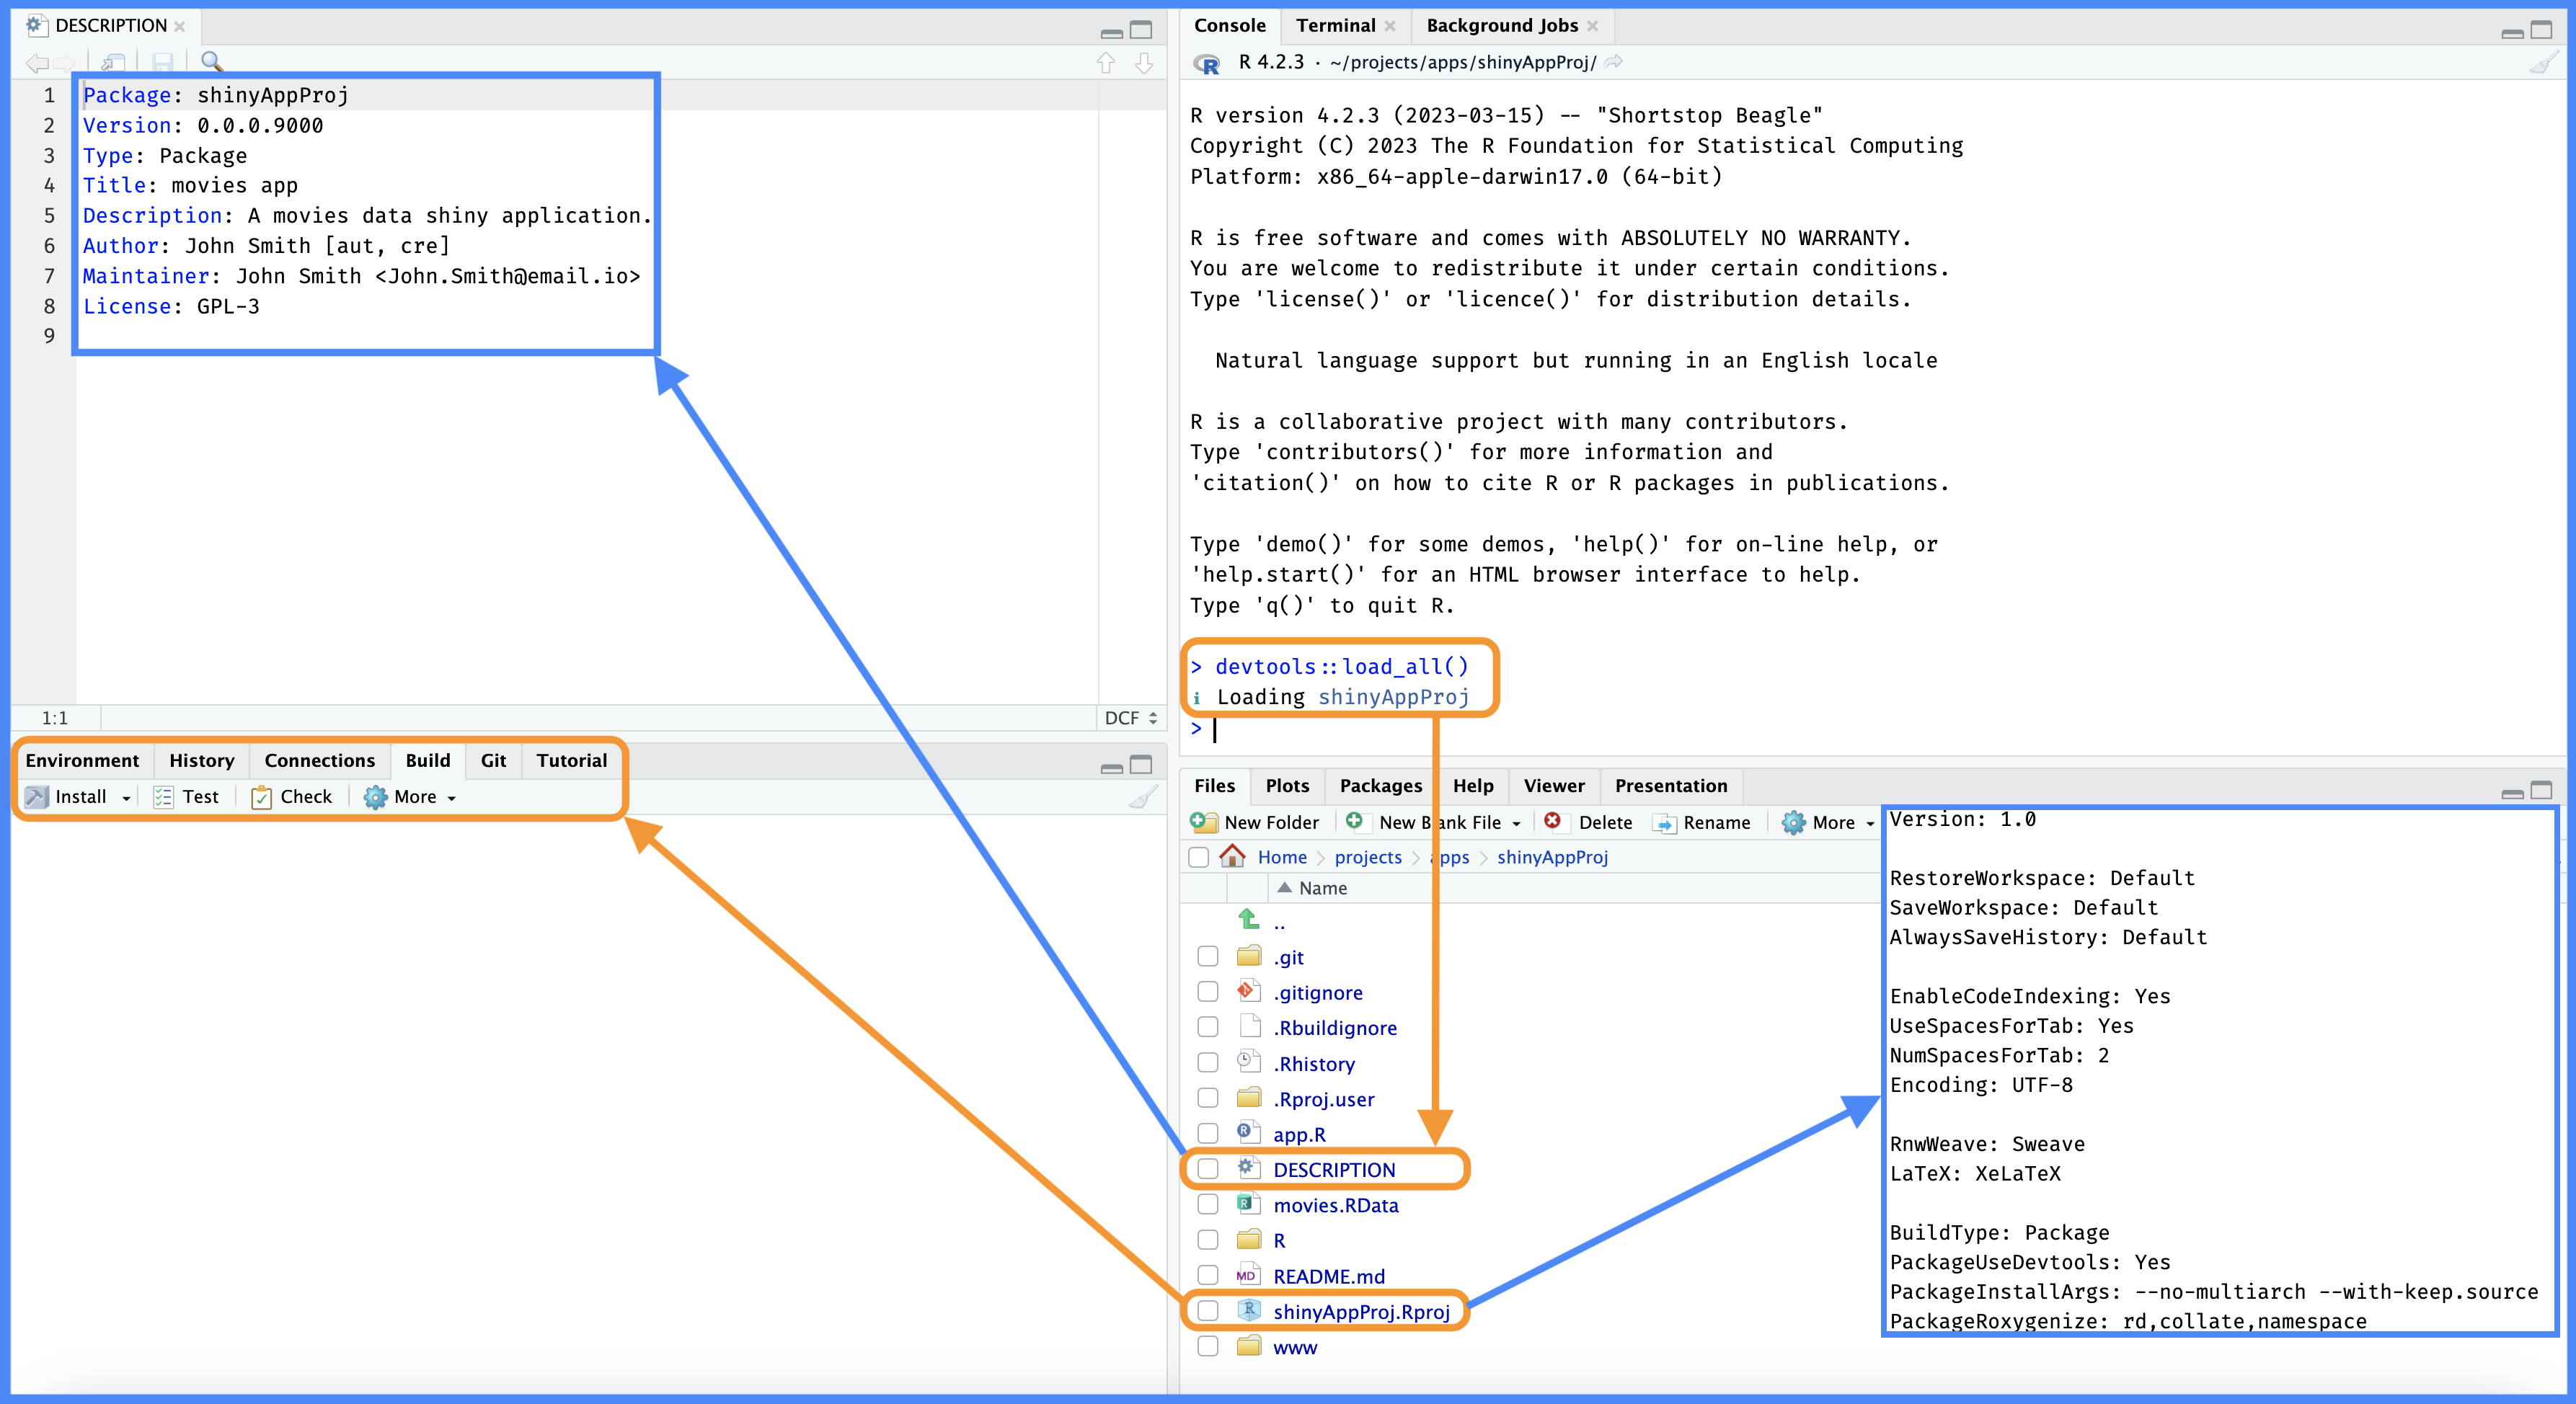 DESCRIPTION
1 Package: shinyAppProj
2 Version: 0.0.0.9000
3 Type: Package
4 Title: movies app
5 Description: A movies data shiny application.
6 Author: John Smith [aut, cre]
7 Maintainer: John Smith <John.Smith@email.io>
8 License: GPL-3
9
1:1 DCF
Environment History Connections Build Git Tutorial
Install Test Check More
Console Terminal Background Jobs
R 4.2.3 · ~/projects/apps/shinyAppProj/
R version 4.2.3 (2023-03-15) -- "Shortstop Beagle"
Copyright (C) 2023 The R Foundation for Statistical Computing
Platform: x86_64-apple-darwin17.0 (64-bit)
R is free software and comes with ABSOLUTELY NO WARRANTY.
You are welcome to redistribute it under certain conditions.
Type 'license()' or 'licence()' for distribution details.
Natural language support but running in an English locale
R is a collaborative project with many contributors.
Type 'contributors()' for more information and
'citation()' on how to cite R or R packages in publications.
Type 'demo()' for some demos, 'help()' for on-line help, or
'help.start()' for an HTML browser interface to help.
Type 'q()' to quit R.
> devtools::load_all()
ℹ Loading shinyAppProj
>
Files Plots Packages Help Viewer Presentation
New Folder New Blank File Delete Rename More
Home projects apps shinyAppProj
Name
..
.git
.gitignore
.Rbuildignore
.Rhistory
.Rproj.user
app.R
DESCRIPTION
movies.RData
R
README.md
shinyAppProj.Rproj
www
Version: 1.0
RestoreWorkspace: Default
SaveWorkspace: Default
AlwaysSaveHistory: Default
EnableCodeIndexing: Yes
UseSpacesForTab: Yes
NumSpacesForTab: 2
Encoding: UTF-8
RnwWeave: Sweave
LaTeX: XeLaTeX
BuildType: Package
PackageUseDevtools: Yes
PackageInstallArgs: --no-multiarch --with-keep.source
PackageRoxygenize: rd,collate,namespace